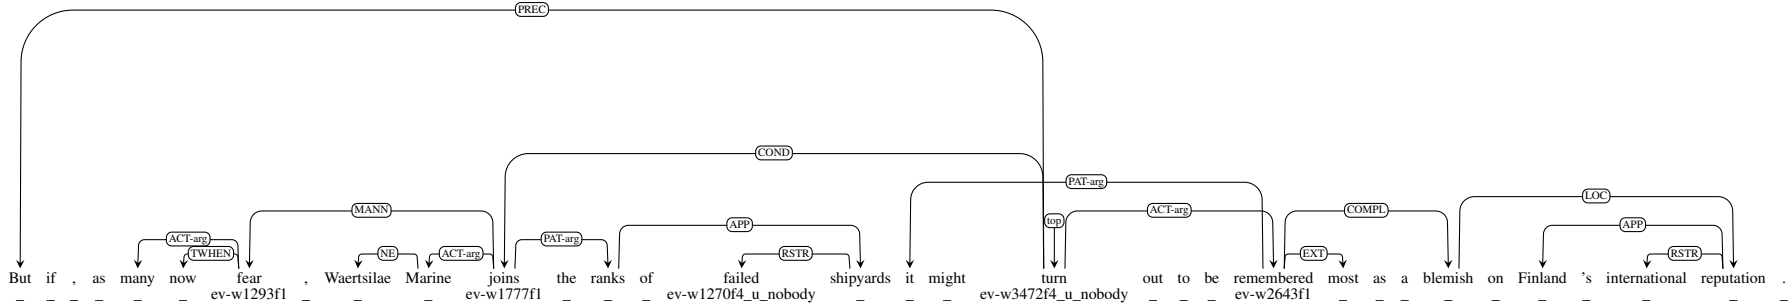 PREC
COND
PAT-arg
LOC
MANN ACT-arg COMPL
top
APP APP
ACT-arg PAT-arg
TWHEN NE ACT-arg RSTR EXT RSTR
But if , as many now fear , Waertsilae Marine joins the ranks of failed shipyards it might turn out to be remembered most as a blemish on Finland 's international reputation .
_ _ _ _ _ _ ev-w1293f1 _ _ _ ev-w1777f1 _ _ _ ev-w1270f4_u_nobody _ _ _ ev-w3472f4_u_nobody _ _ _ ev-w2643f1 _ _ _ _ _ _ _ _ _ _